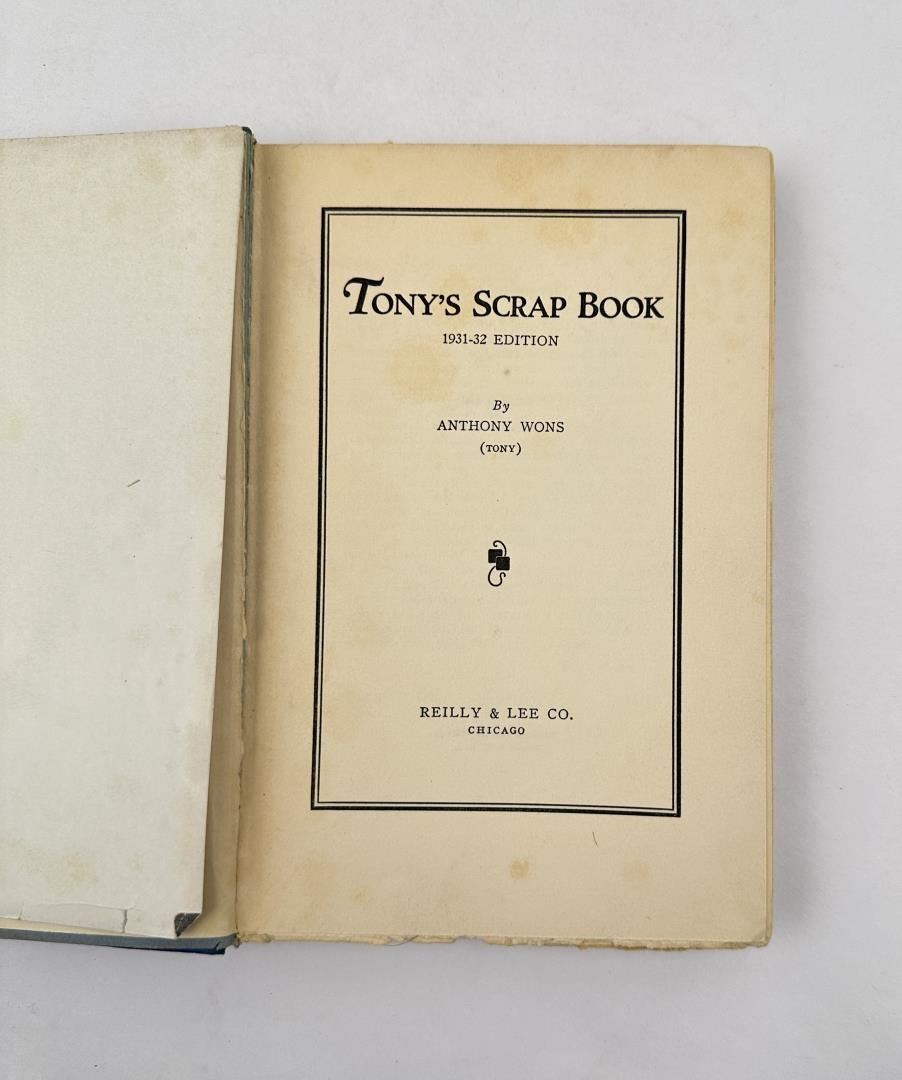 TONY'S SCRAP BOOK
1931-32 EDITION
By
ANTHONY WONS
(TONY)
REILLY & LEE CO.
CHICAGO